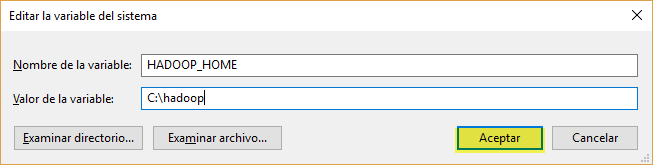 Editar la variable del sistema
Nombre de la variable: HADOOP_HOME
Valor de la variable: C:\hadoop
Examinar directorio... Examinar archivo... Aceptar Cancelar